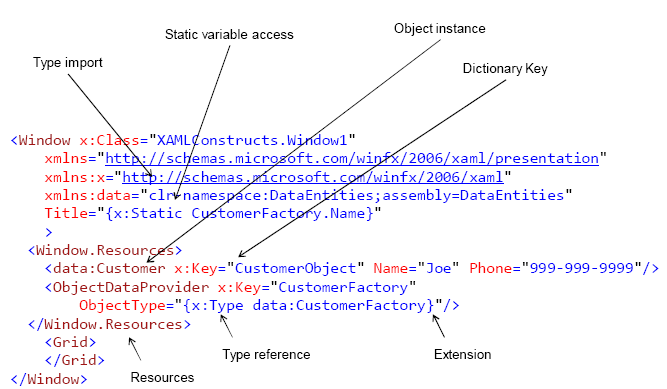 Object instance
Static variable access
Type import
Dictionary Key
<Window x:Class="XAMLConstructs.Window1"
xmlns="http://schemas.microsoft.com/winfx/2006/xaml/presentation"
xmlns:x="http://schemas.microsoft.com/winfx/2006/xaml"
xmlns:data="clr-namespace:DataEntities;assembly=DataEntities"
Title="{x:Static CustomerFactory.Name}"
>
<Window.Resources>
<data:Customer x:Key="CustomerObject" Name="Joe" Phone="999-999-9999"/>
<ObjectDataProvider x:Key="CustomerFactory"
ObjectType="{x:Type data:CustomerFactory}"/>
</Window.Resources>
<Grid>
</Grid>
</Window>
Type reference
Extension
Resources